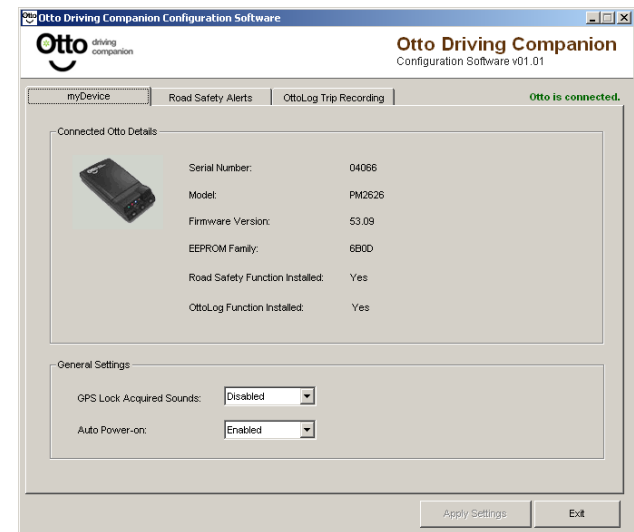 Otto Driving Companion Configuration Software
Otto driving companion
Otto Driving Companion
Configuration Software v01.01
myDevice
Road Safety Alerts
OttoLog Trip Recording
Otto is connected.
Connected Otto Details
Serial Number: 04066
Model: PM2626
Firmware Version: 53.09
EEPROM Family: 6B0D
Road Safety Function Installed: Yes
OttoLog Function Installed: Yes
General Settings
GPS Lock Acquired Sounds: Disabled
Auto Power-on: Enabled
Apply Settings
Exit